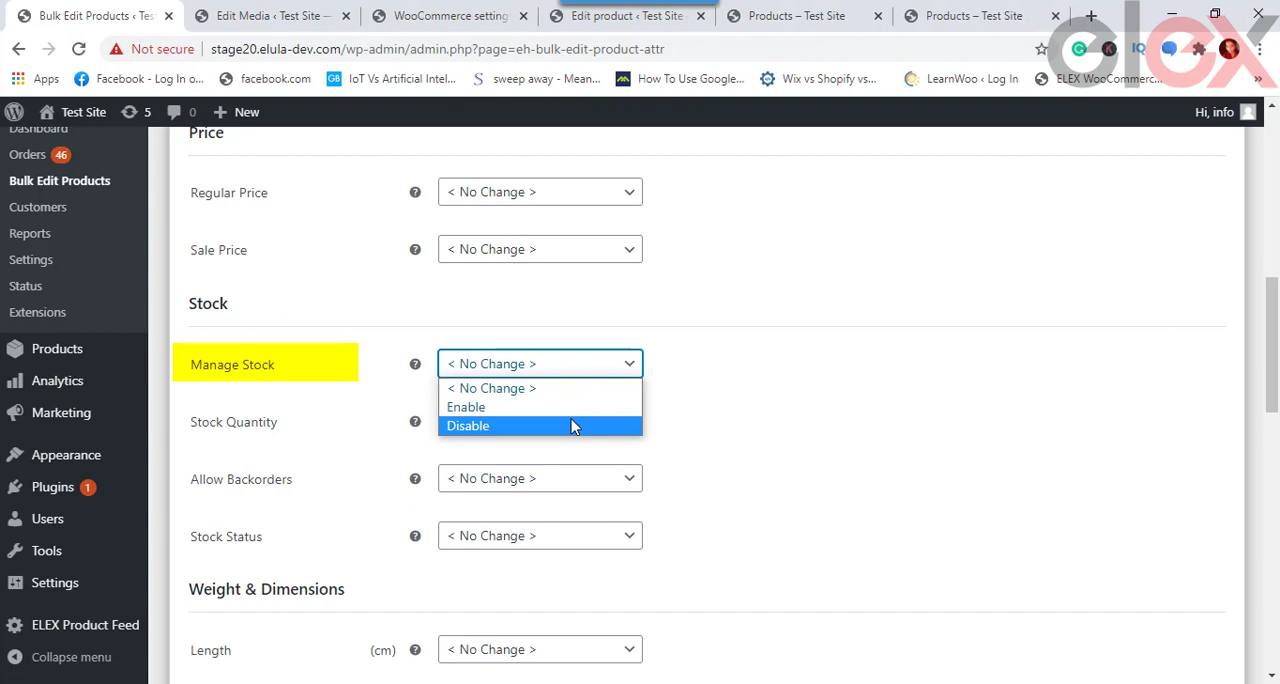 Bulk Edit Products ‹ Tes
Edit Media ‹ Test Site —
WooCommerce setting
Edit product ‹ Test Site
Products – Test Site
Products – Test Site
Not secure
stage20.elula-dev.com/wp-admin/admin.php?page=eh-bulk-edit-product-attr
elex
Apps
Facebook - Log In o...
facebook.com
IoT Vs Artificial Intel...
sweep away - Mean...
How To Use Google...
Wix vs Shopify vs...
LearnWoo ‹ Log In
ELEX WooCommerc...
Test Site
5
0
New
Hi, info
Dashboard
Orders 46
Bulk Edit Products
Customers
Reports
Settings
Status
Extensions
Products
Analytics
Marketing
Appearance
Plugins 1
Users
Tools
Settings
ELEX Product Feed
Collapse menu
Price
Regular Price
< No Change >
Sale Price
< No Change >
Stock
Manage Stock
< No Change >
< No Change >
Enable
Disable
Stock Quantity
Allow Backorders
< No Change >
Stock Status
< No Change >
Weight & Dimensions
Length (cm)
< No Change >